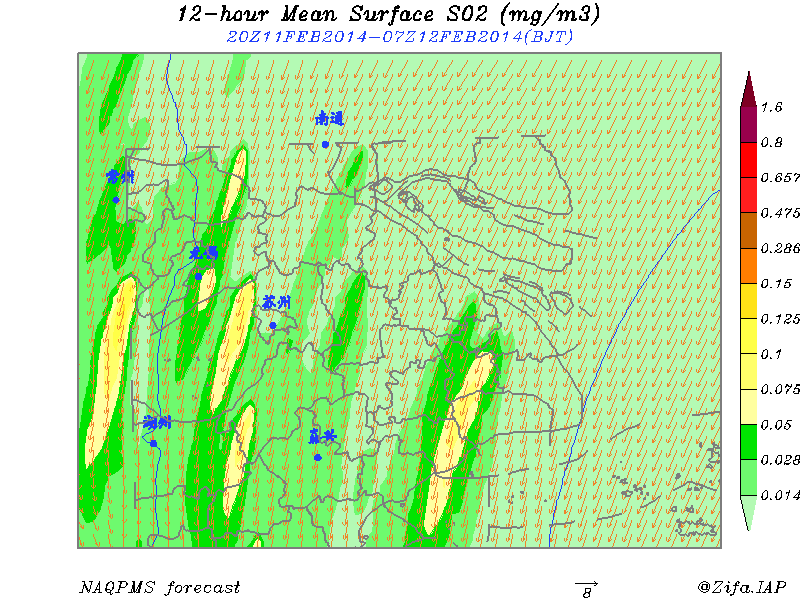 12-hour Mean Surface SO2 (mg/m3)
20Z11FEB2014-07Z12FEB2014(BJT)
南通
常州
无锡
苏州
湖州
嘉兴
1.6
0.8
0.657
0.475
0.286
0.15
0.125
0.1
0.075
0.05
0.028
0.014
NAQPMS forecast
8
@Zifa.IAP